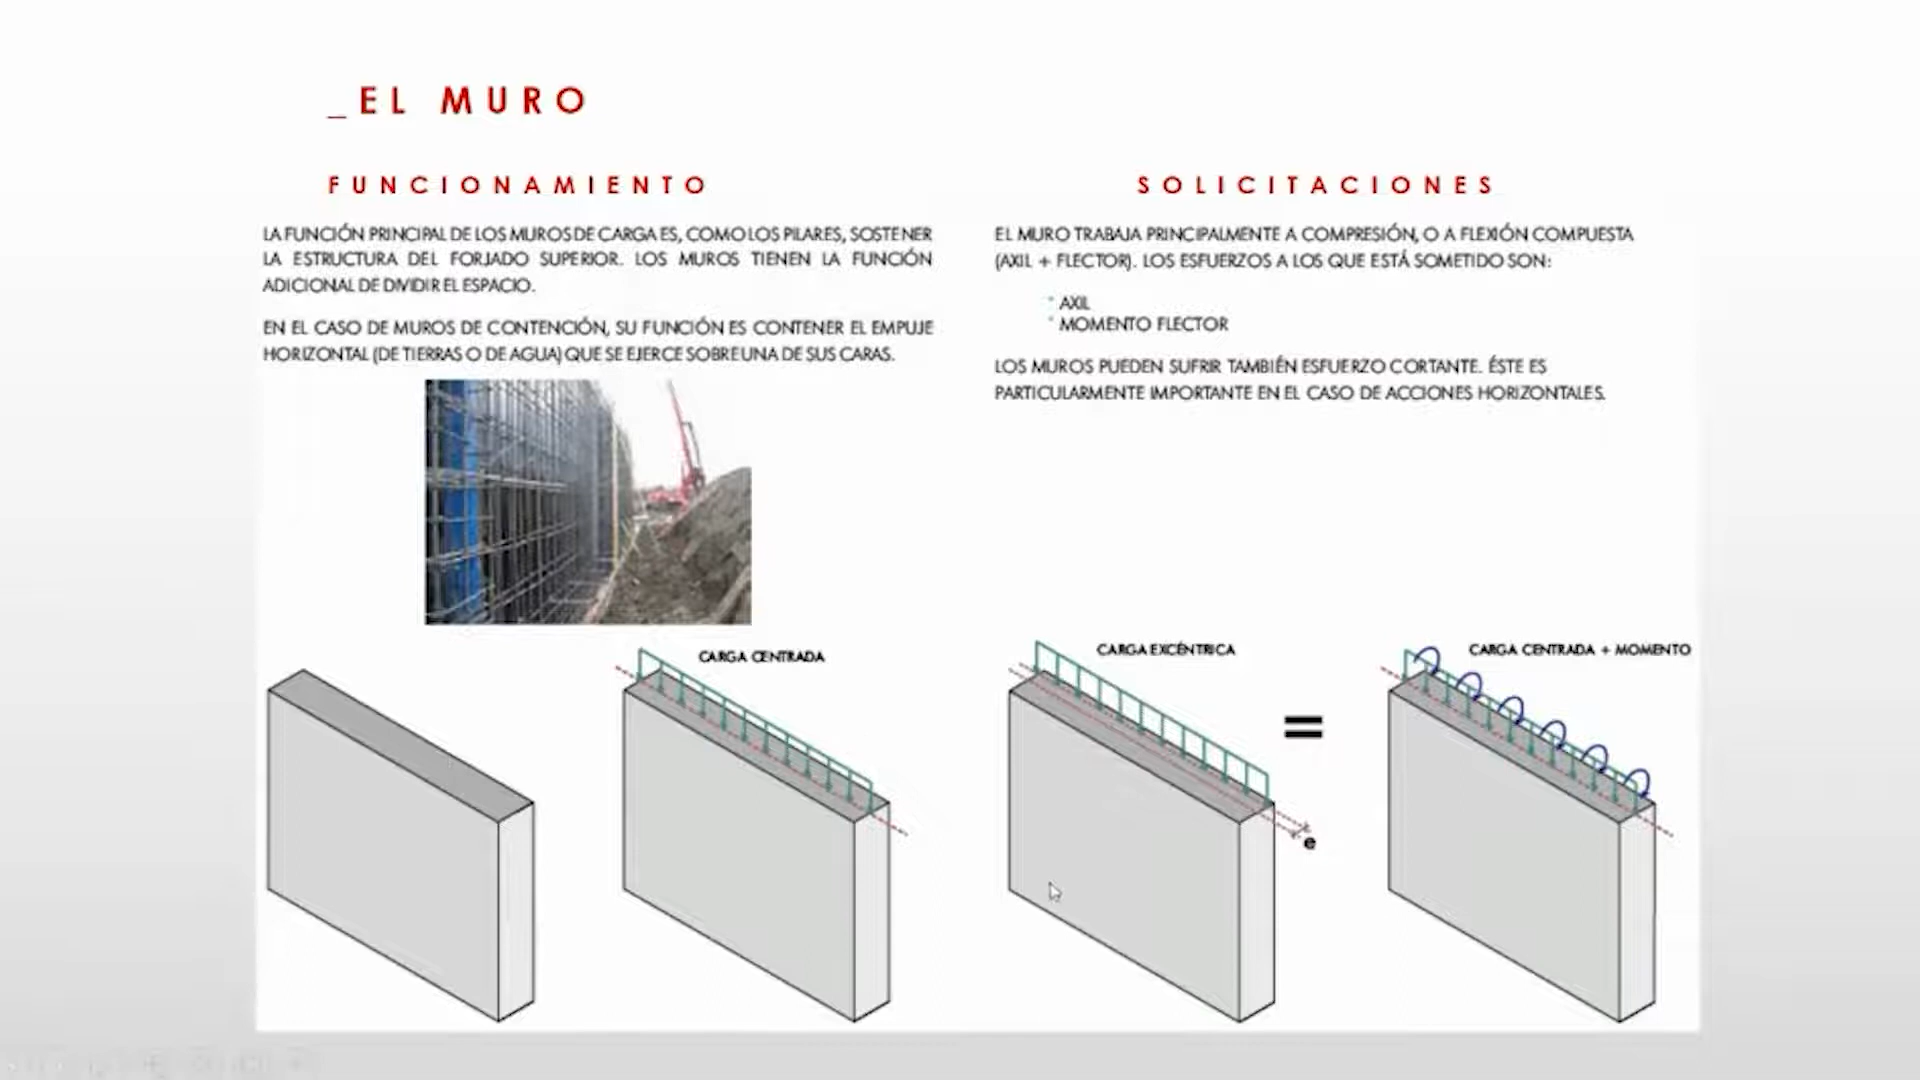 _EL MURO
FUNCIONAMIENTO
LA FUNCIÓN PRINCIPAL DE LOS MUROS DE CARGA ES, COMO LOS PILARES, SOSTENER
LA ESTRUCTURA DEL FORJADO SUPERIOR. LOS MUROS TIENEN LA FUNCIÓN
ADICIONAL DE DIVIDIR EL ESPACIO.
EN EL CASO DE MUROS DE CONTENCIÓN, SU FUNCIÓN ES CONTENER EL EMPUJE
HORIZONTAL (DE TIERRAS O DE AGUA) QUE SE EJERCE SOBRE UNA DE SUS CARAS.
SOLICITACIONES
EL MURO TRABAJA PRINCIPALMENTE A COMPRESIÓN, O A FLEXIÓN COMPUESTA
(AXIL + FLECTOR). LOS ESFUERZOS A LOS QUE ESTÁ SOMETIDO SON:
* AXIL
* MOMENTO FLECTOR
LOS MUROS PUEDEN SUFRIR TAMBIÉN ESFUERZO CORTANTE. ÉSTE ES
PARTICULARMENTE IMPORTANTE EN EL CASO DE ACCIONES HORIZONTALES.
CARGA CENTRADA
CARGA EXCÉNTRICA
=
CARGA CENTRADA + MOMENTO
e